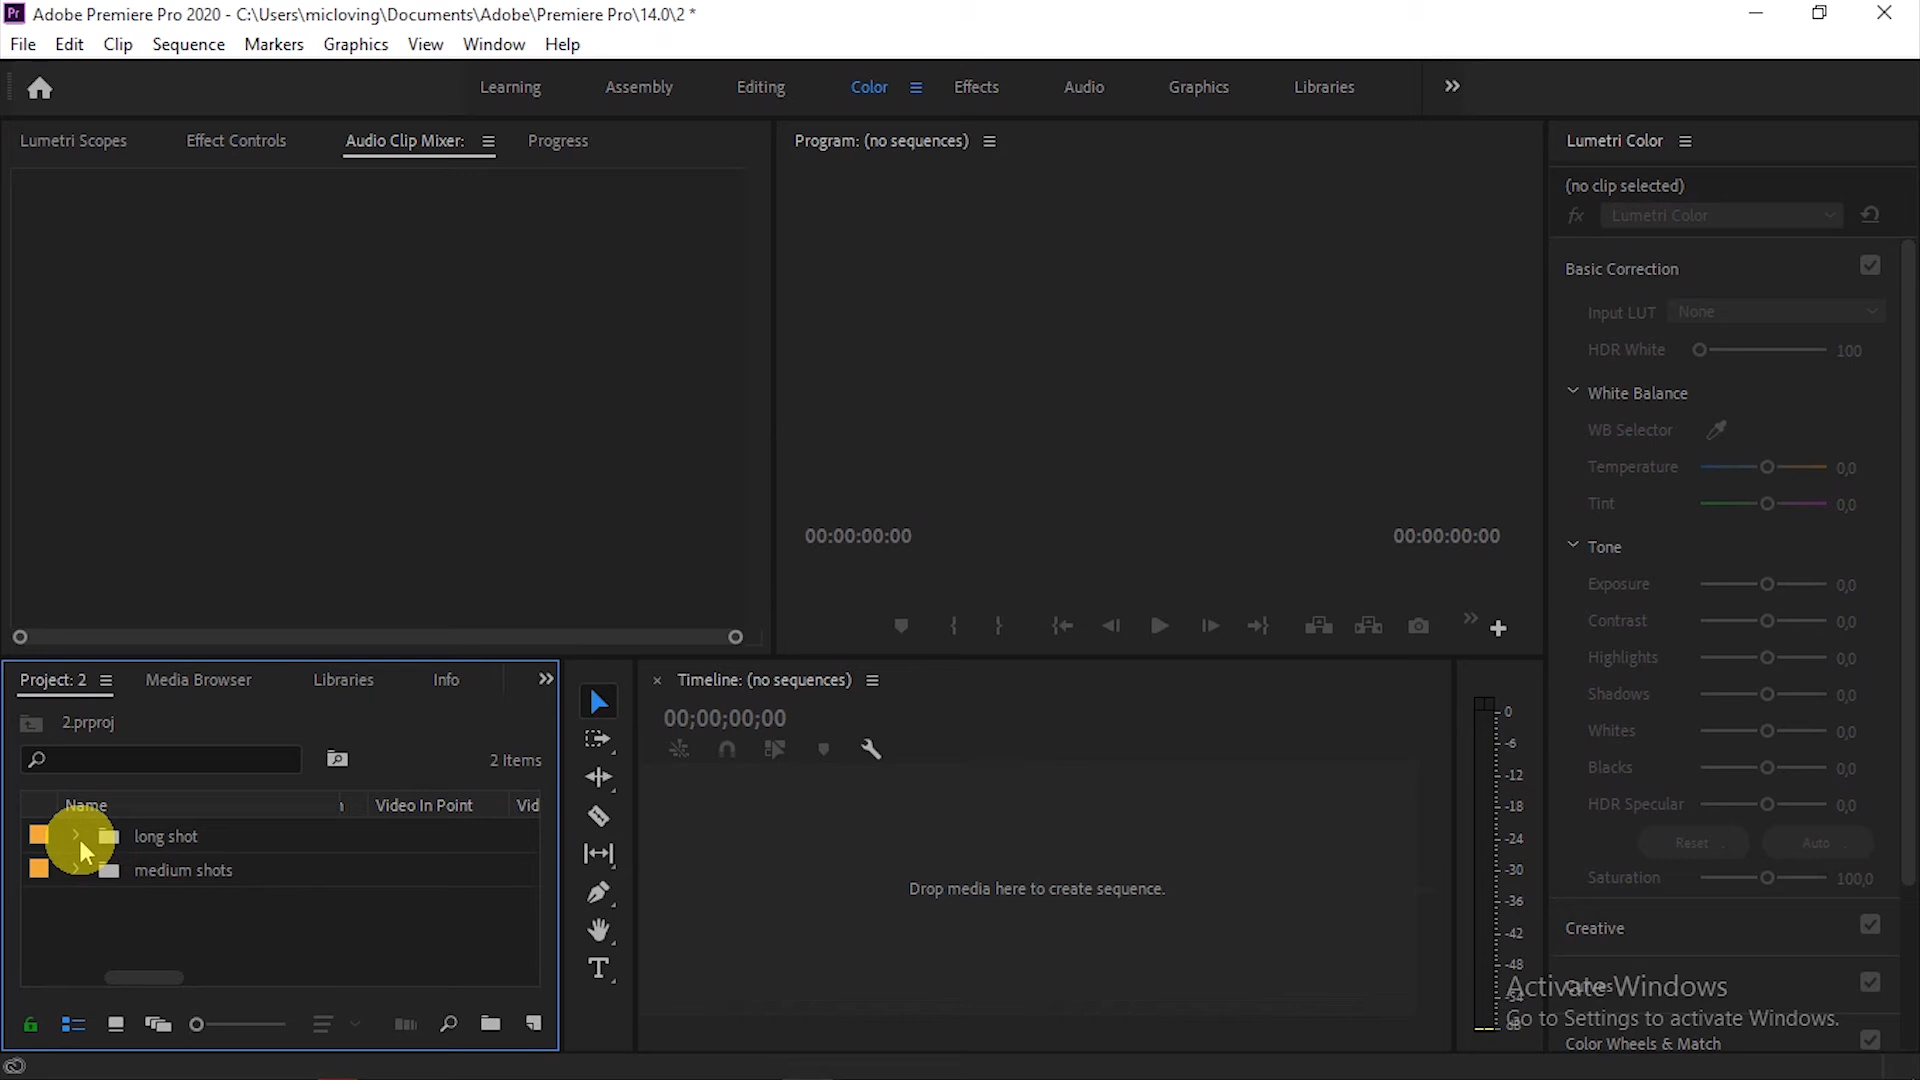 Adobe Premiere Pro 2020 - C:\Users\micloving\Documents\Adobe\Premiere Pro\14.0\2 *
File Edit Clip Sequence Markers Graphics View Window Help
Learning Assembly Editing Color Effects Audio Graphics Libraries
Lumetri Scopes Effect Controls Audio Clip Mixer: Progress
Program: (no sequences)
00:00:00:00 00:00:00:00
Lumetri Color
(no clip selected)
fx Lumetri Color
Basic Correction
Input LUT None
HDR White 100
White Balance
WB Selector
Temperature 0,0
Tint 0,0
Tone
Exposure 0,0
Contrast 0,0
Highlights 0,0
Shadows 0,0
Whites 0,0
Blacks 0,0
HDR Specular 0,0
Reset Auto
Saturation 100,0
Creative
Curves
Color Wheels & Match
Project: 2 Media Browser Libraries Info
2.prproj
2 Items
Name Video In Point Vid
long shot
medium shots
Timeline: (no sequences)
00;00;00;00
Drop media here to create sequence.
0
-6
-12
-18
-24
-30
-36
-42
-48
-54
dB
Activate Windows
Go to Settings to activate Windows.